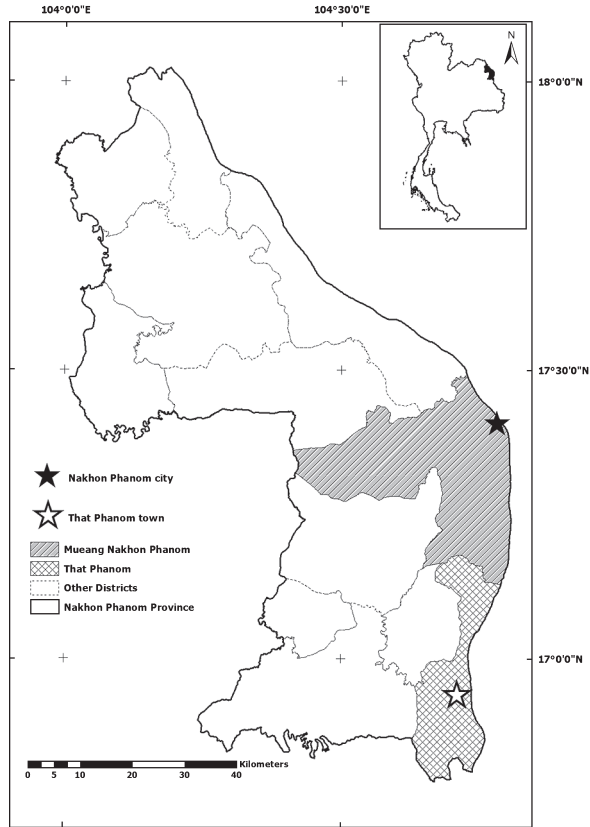 104°0'0"E
104°30'0"E
N
18°0'0"N
17°30'0"N
Nakhon Phanom city
That Phanom town
Mueang Nakhon Phanom
That Phanom
Other Districts
Nakhon Phanom Province
17°0'0"N
Kilometers
0 5 10 20 30 40